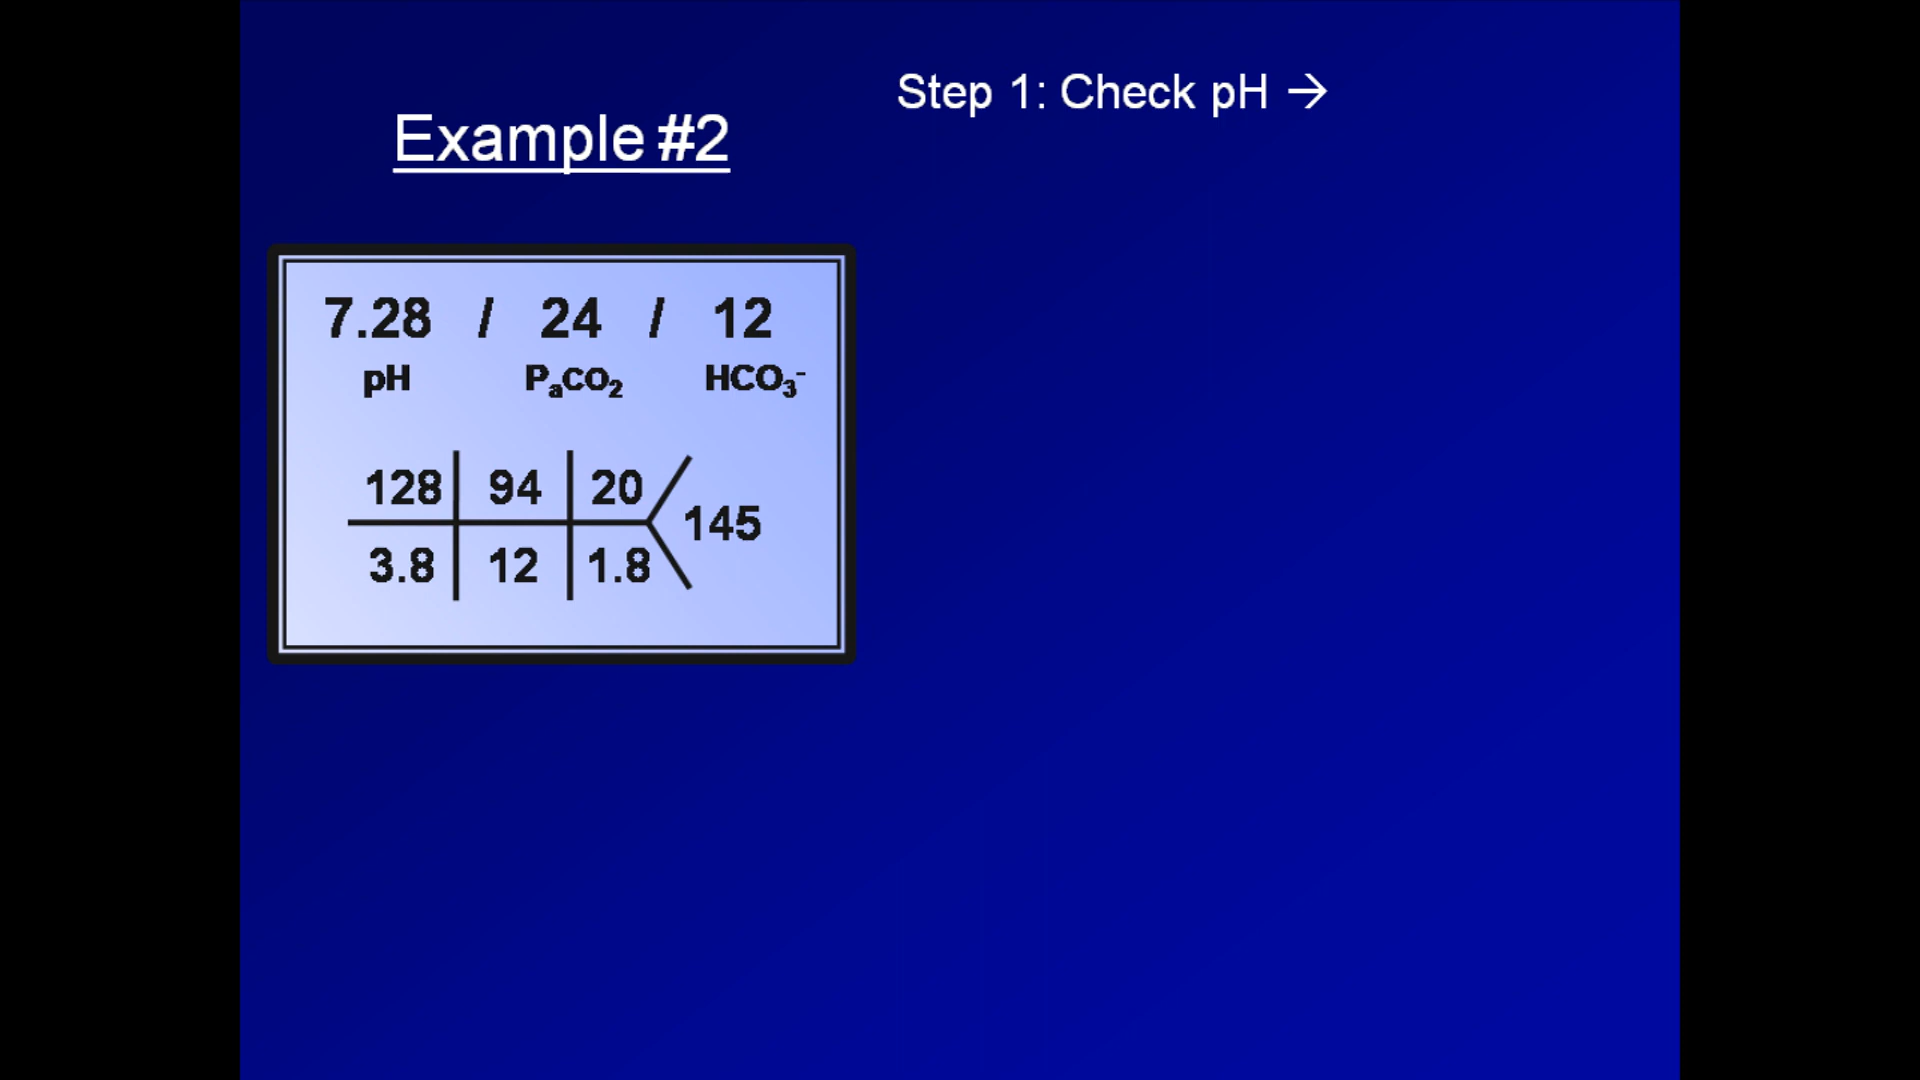 Step 1: Check pH →
Example #2
7.28 / 24 / 12
pH PaCO₂ HCO₃⁻
128 94 20
145
3.8 12 1.8